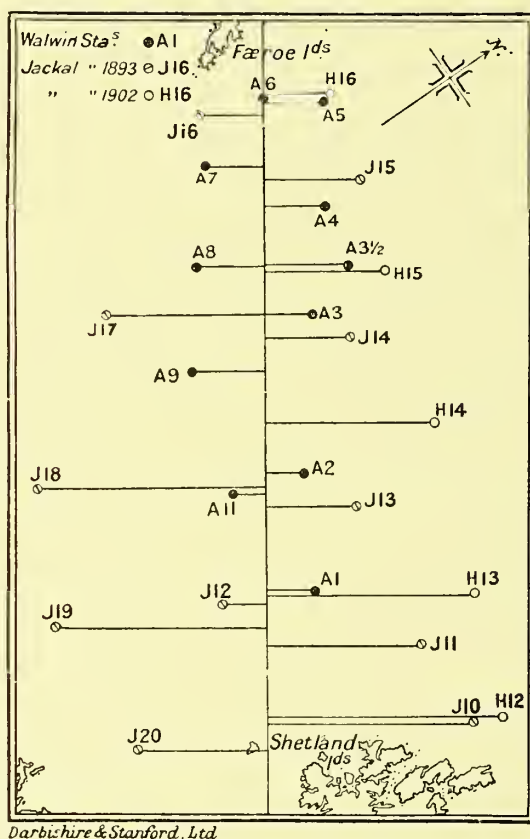 Walwin Staˢ. A1
Færoe Iᵈˢ
N.
Jackal " 1893 J16
" " 1902 H16
A6
H16
A5
Ji6
J15
A7
A4
A8
A3½
H15
J17
A3
J14
A9
H14
J18
A2
A11
J13
A1
H13
J12
J19
J11
J10
H12
J20
Shetland
Iᵈˢ
Darbishire & Stanford, Ltd.